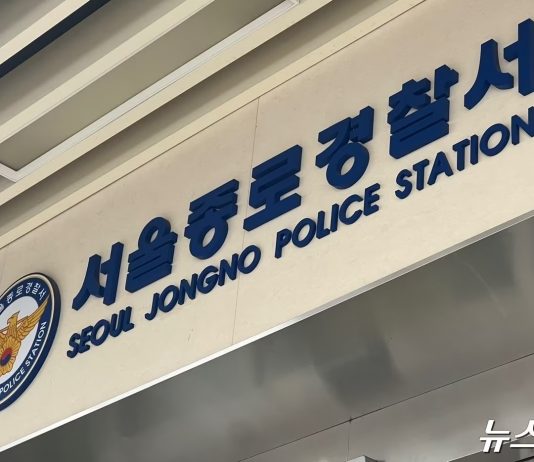 서울종로경찰서
SEOUL JONGNO POLICE STATION
POLICE STATION
뉴스